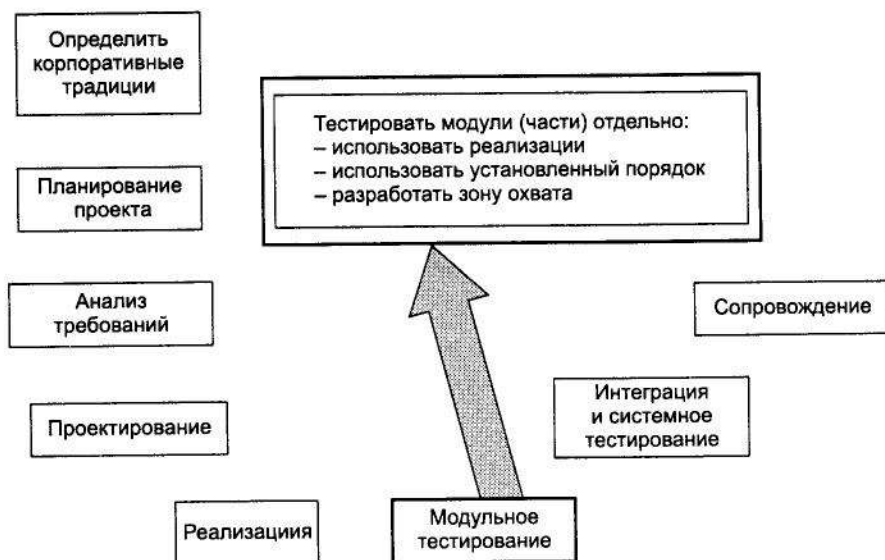 Определить
корпоративные
традиции
Тестировать модули (части) отдельно:
– использовать реализации
– использовать установленный порядок
– разработать зону охвата
Планирование
проекта
Анализ
требований
Сопровождение
Проектирование
Интеграция
и системное
тестирование
Реализациия
Модульное
тестирование